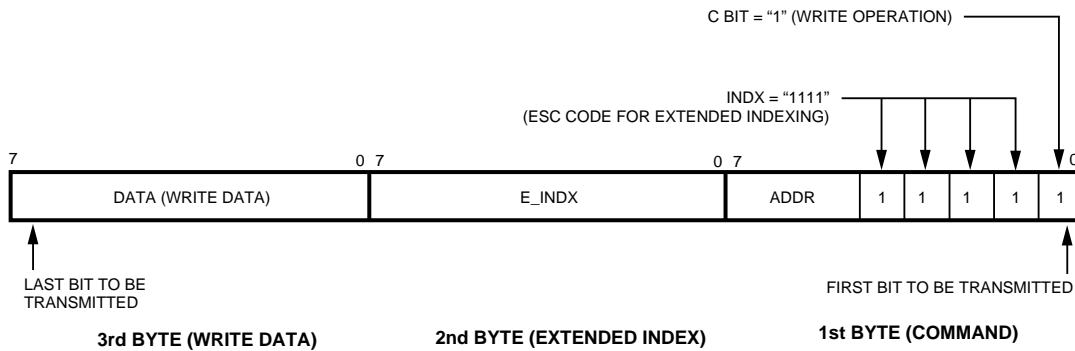 C BIT = “1” (WRITE OPERATION)
INDX = “1111”
(ESC CODE FOR EXTENDED INDEXING)
7 0 7 0 7 0
DATA (WRITE DATA) E_INDX ADDR 1 1 1 1 1
LAST BIT TO BE
TRANSMITTED
FIRST BIT TO BE TRANSMITTED
3rd BYTE (WRITE DATA) 2nd BYTE (EXTENDED INDEX) 1st BYTE (COMMAND)